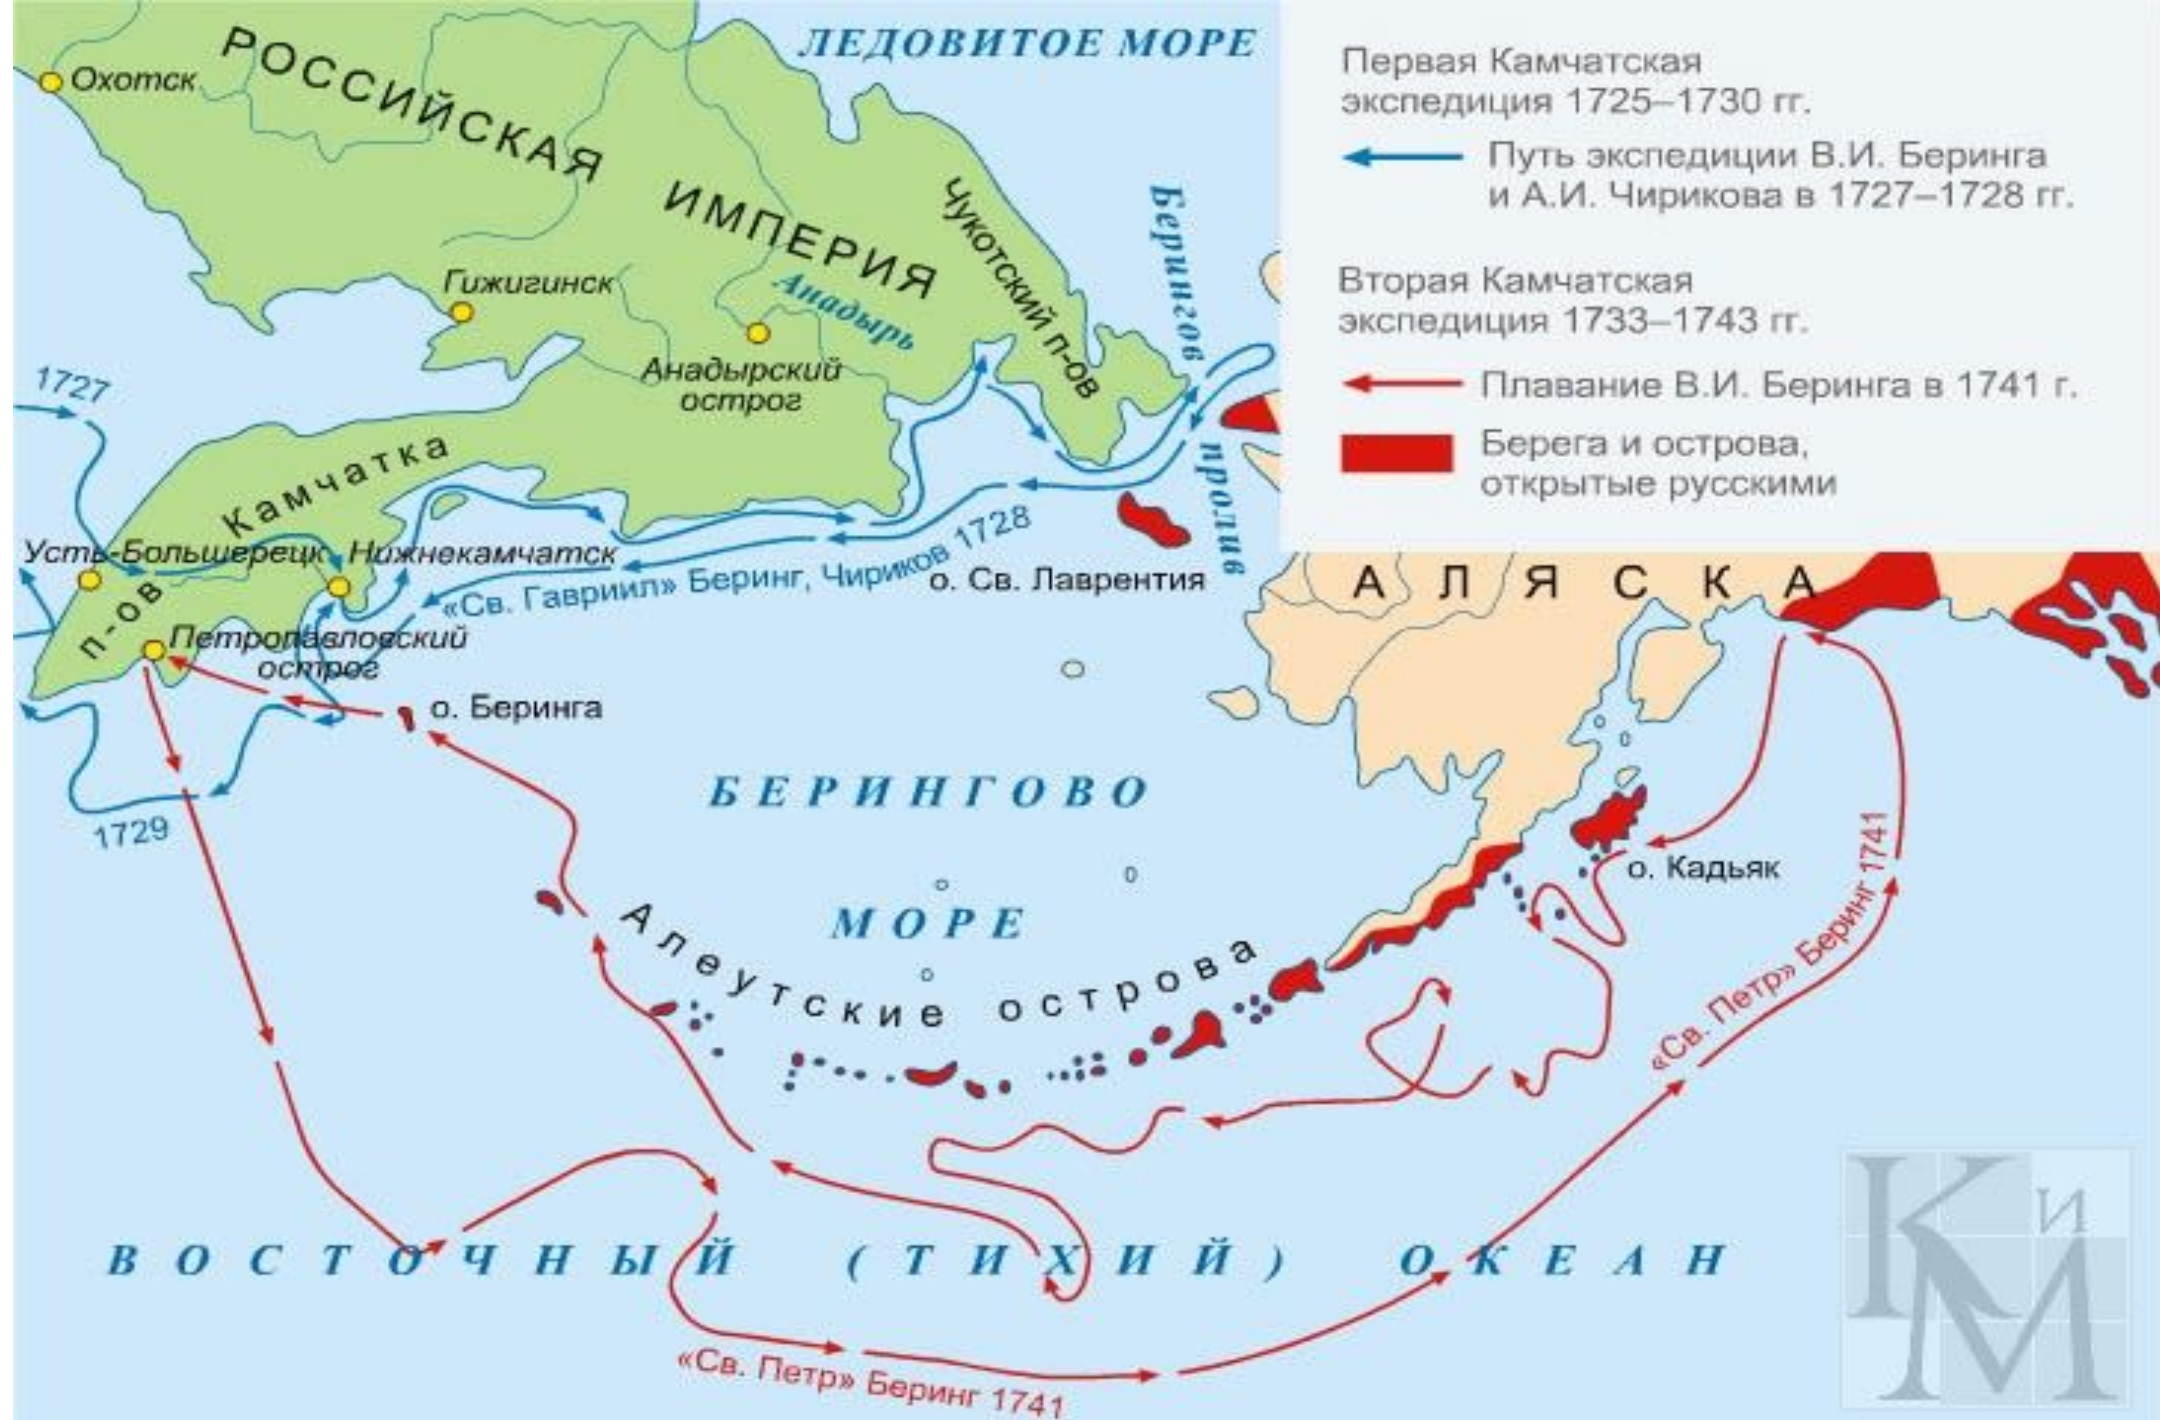 ЛЕДОВИТОЕ МОРЕ
Охотск
РОССИЙСКАЯ
ИМПЕРИЯ
Чукотский п-ов
Берингов
пролив
Гижигинск
Анадырь
Анадырский
острог
1727
Камчатка
п-ов
Усть-Большерецк
Нижнекамчатск
«Св. Гавриил» Беринг, Чириков 1728
о. Св. Лаврентия
Петропавловский
острог
о. Беринга
1729
АЛЯСКА
БЕРИНГОВО
МОРЕ
Алеутские острова
о. Кадьяк
«Св. Петр» Беринг 1741
ВОСТОЧНЫЙ (ТИХИЙ) ОКЕАН
«Св. Петр» Беринг 1741
Первая Камчатская
экспедиция 1725–1730 гг.
Путь экспедиции В.И. Беринга
и А.И. Чирикова в 1727–1728 гг.
Вторая Камчатская
экспедиция 1733–1743 гг.
Плавание В.И. Беринга в 1741 г.
Берега и острова,
открытые русскими
К и М